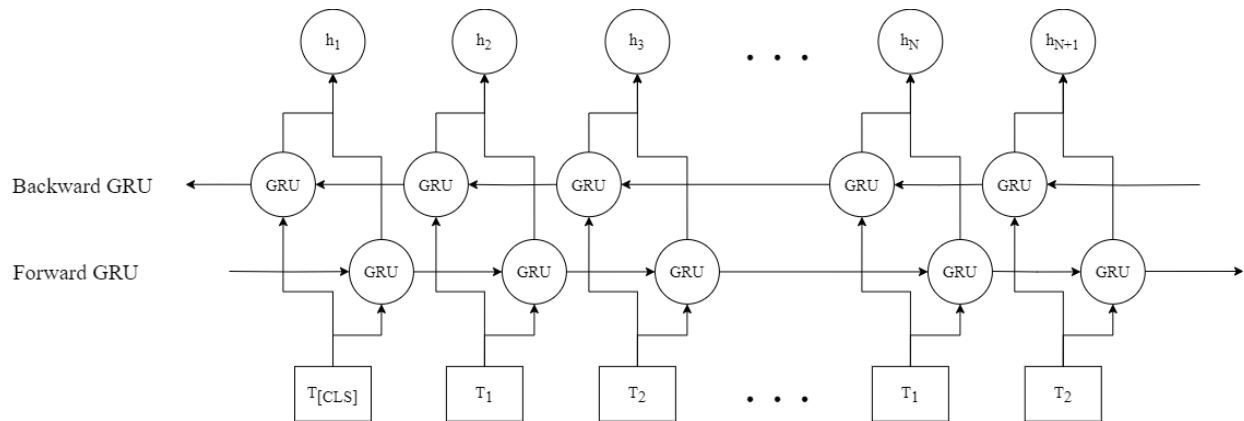 h1 h2 h3 . . . hN hN+1
Backward GRU GRU GRU GRU GRU GRU
Forward GRU GRU GRU GRU GRU GRU
T[CLS] T1 T2 . . . T1 T2